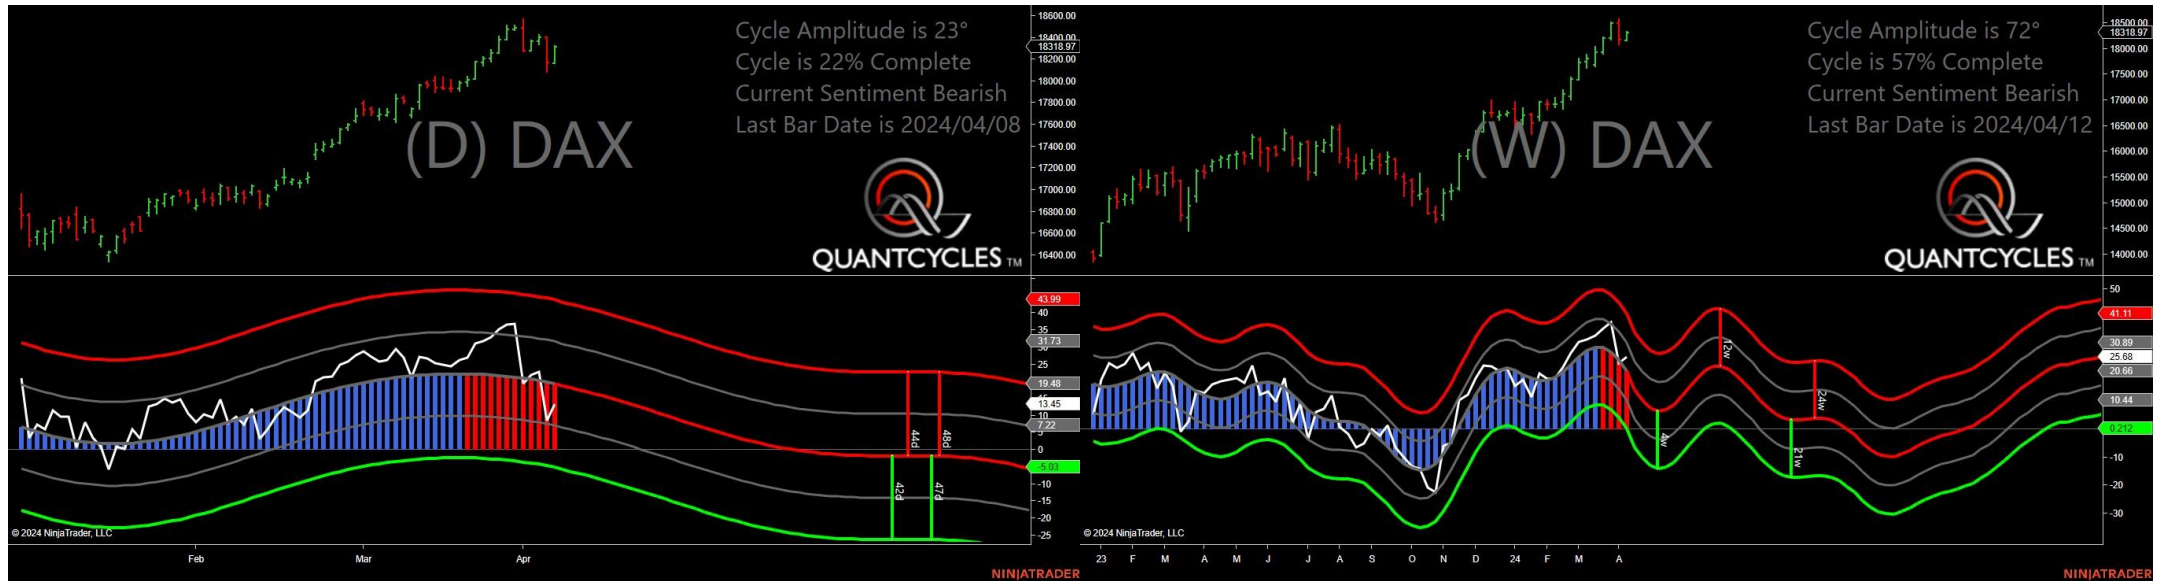 Cycle Amplitude is 23°
Cycle is 22% Complete
Current Sentiment Bearish
Last Bar Date is 2024/04/08
(D) DAX
QUANTCYCLES TM
18600.00
18400.00
18318.97
18200.00
18000.00
17800.00
17600.00
17400.00
17200.00
17000.00
16800.00
16600.00
16400.00
43.99
40
35
31.73
25
19.48
13.45
10
7.22
0
-5.03
-10
-15
-20
-25
44d
48d
42d
47d
© 2024 NinjaTrader, LLC
Feb
Mar
Apr
NINJATRADER
Cycle Amplitude is 72°
Cycle is 57% Complete
Current Sentiment Bearish
Last Bar Date is 2024/04/12
(W) DAX
QUANTCYCLES TM
18500.00
18318.97
18000.00
17500.00
17000.00
16500.00
16000.00
15500.00
15000.00
14500.00
14000.00
50
41.11
30.89
25.68
20.66
10.44
0.212
-10
-20
-30
12w
24w
4w
21w
© 2024 NinjaTrader, LLC
23 F M A M J J A S O N D 24 F M A
NINJATRADER